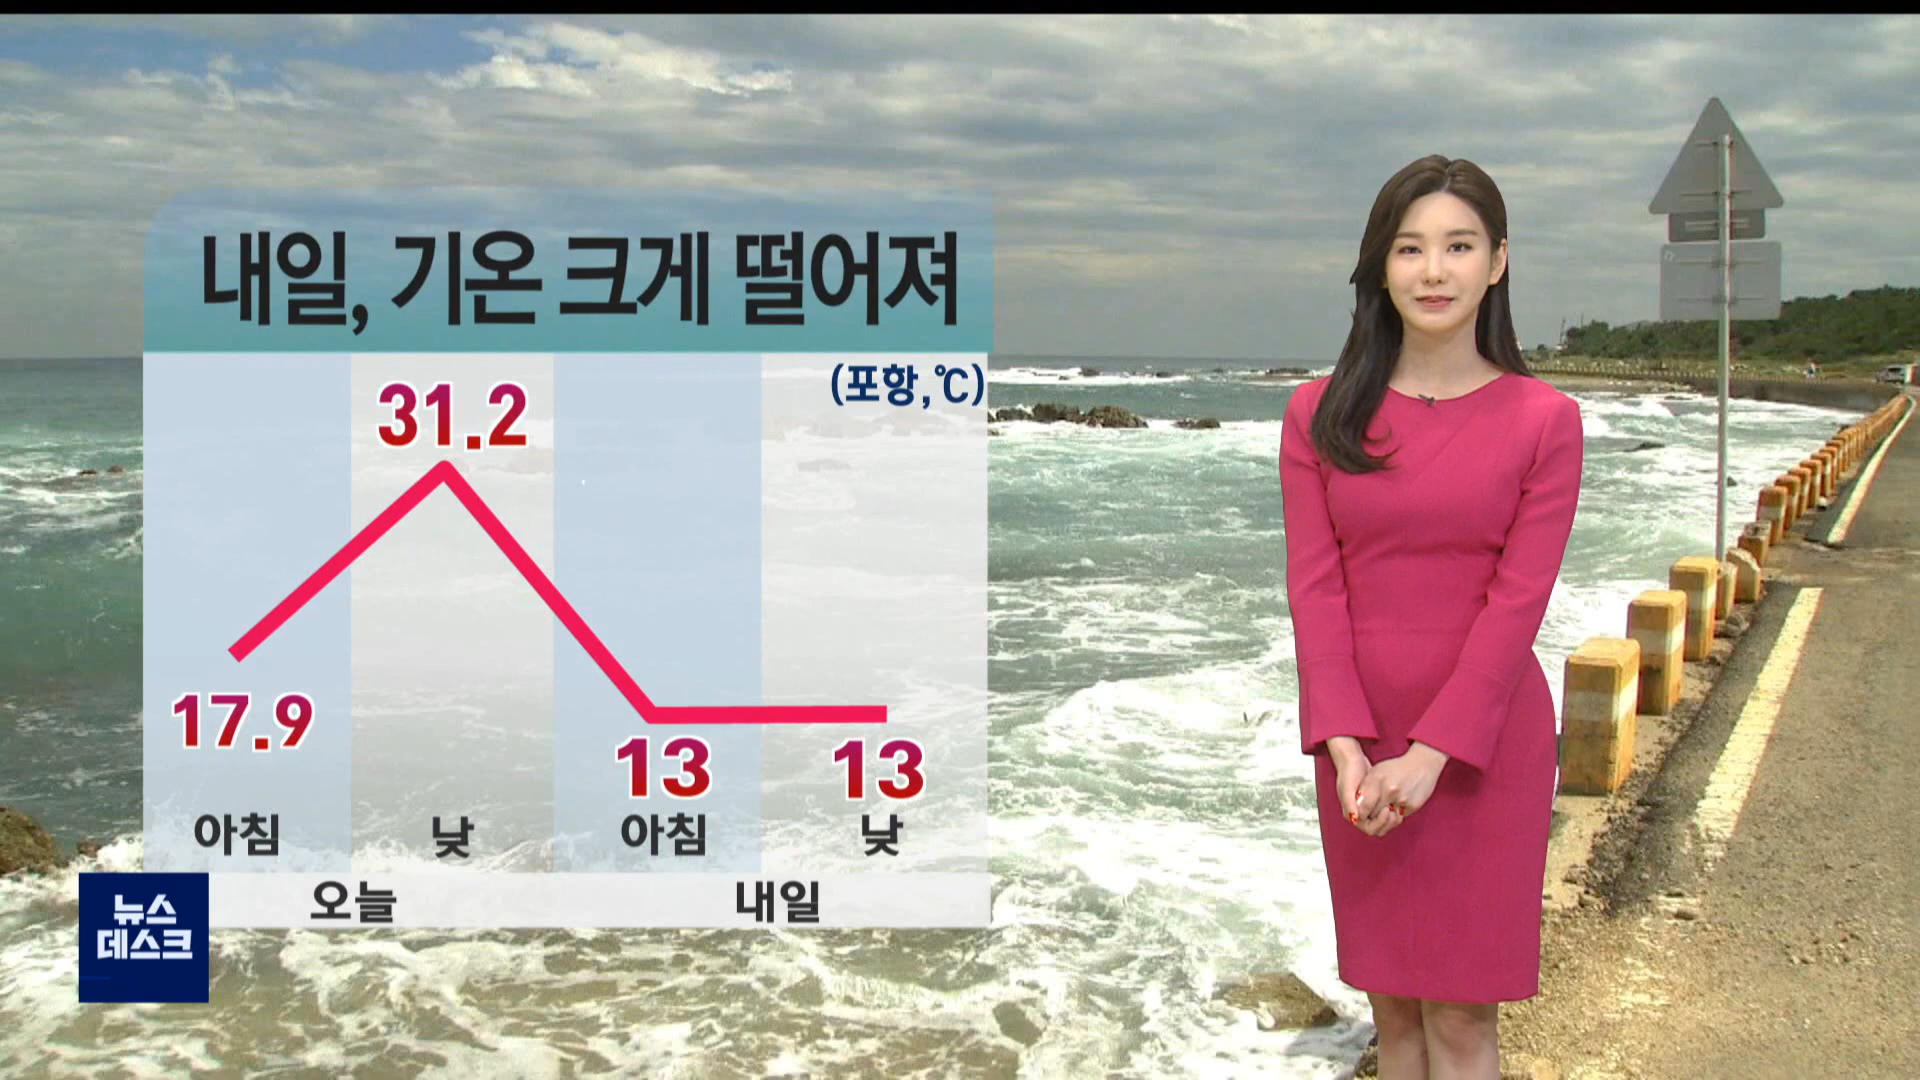 내일, 기온 크게 떨어져
(포항,℃)
31.2
17.9
13 13
아침 낮 아침 낮
오늘 내일
뉴스
데스크